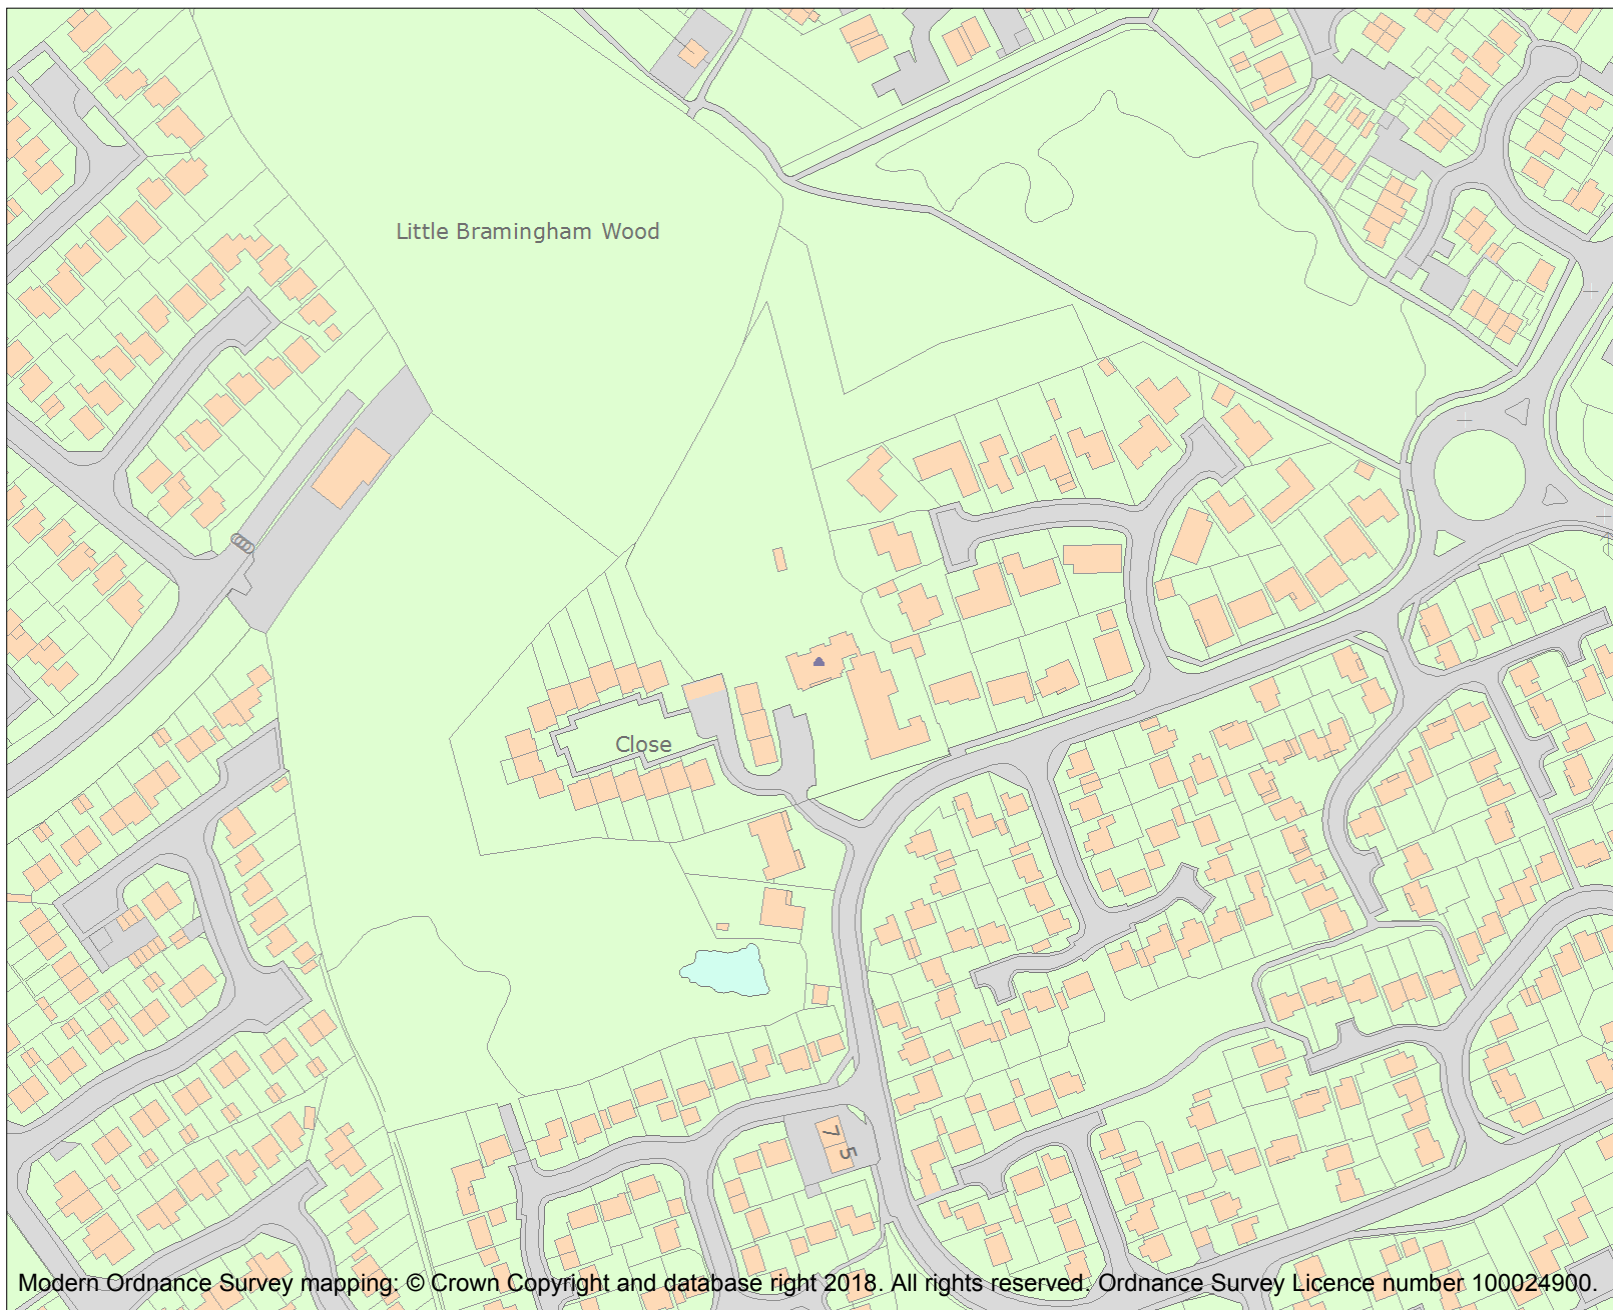 Little Bramingham Wood
Close
7 5
Modern Ordnance Survey mapping: © Crown Copyright and database right 2018. All rights reserved. Ordnance Survey Licence number 100024900.